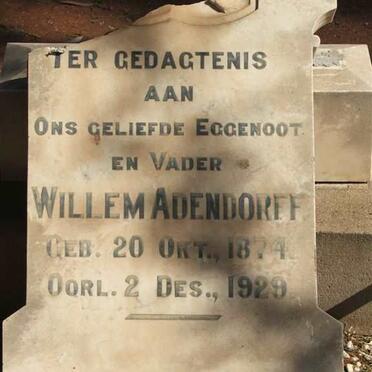 TER GEDAGTENIS
AAN
ONS GELIEFDE EGGENOOT
EN VADER
WILLEM ADENDORFF
GEB. 20 OKT., 1874.
OORL. 2 DES., 1929